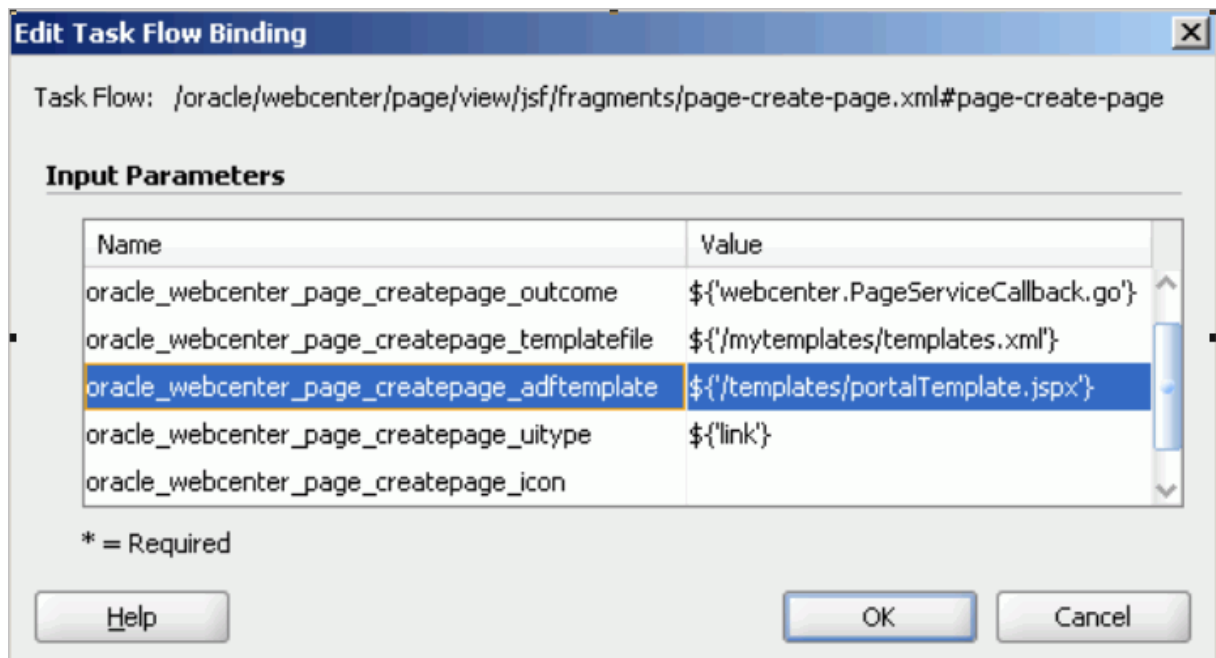 Edit Task Flow Binding
Task Flow: /oracle/webcenter/page/view/jsf/fragments/page-create-page.xml#page-create-page
Input Parameters
Name Value
oracle_webcenter_page_createpage_outcome ${'webcenter.PageServiceCallback.go'}
oracle_webcenter_page_createpage_templatefile ${'/mytemplates/templates.xml'}
oracle_webcenter_page_createpage_adftemplate ${'/templates/portalTemplate.jspx'}
oracle_webcenter_page_createpage_uitype ${'link'}
oracle_webcenter_page_createpage_icon
* = Required
Help OK Cancel